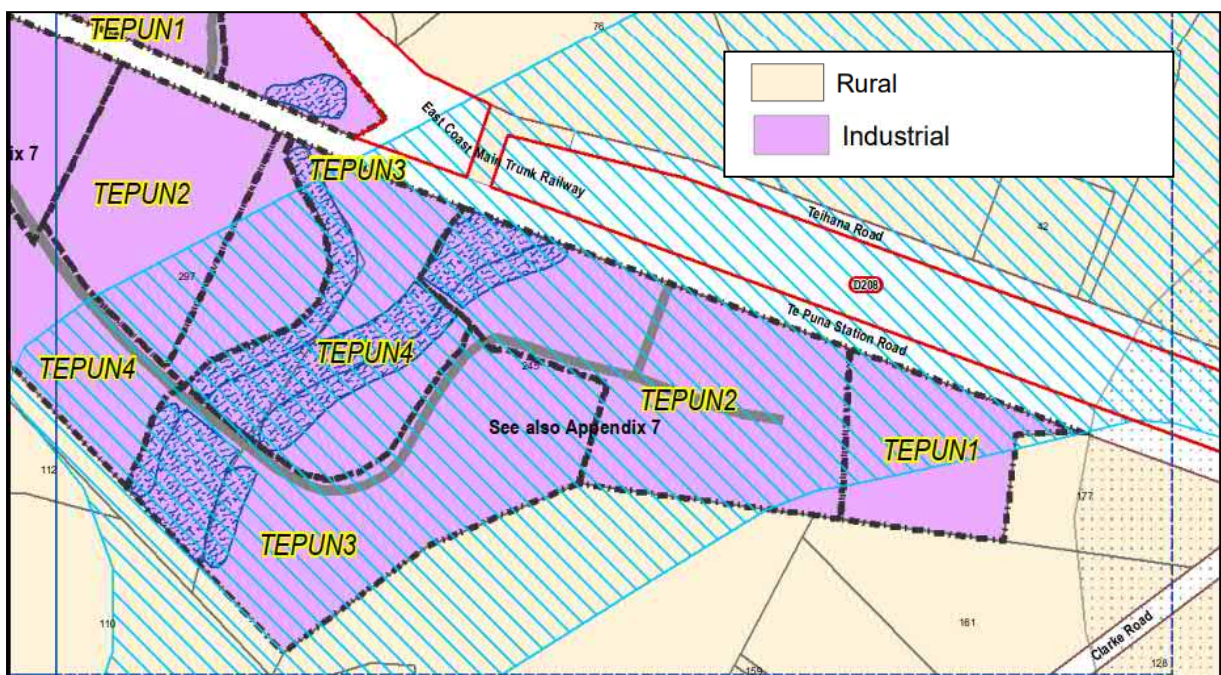 TEPUN1
76
Rural
Industrial
East Coast Main Trunk Railway
ix 7
TEPUN3
TEPUN2
Teihana Road
42
297
D208
Te Puna Station Road
TEPUN4
TEPUN4
245
TEPUN2
See also Appendix 7
TEPUN1
112
177
TEPUN3
110
161
Clarke Road
159
128